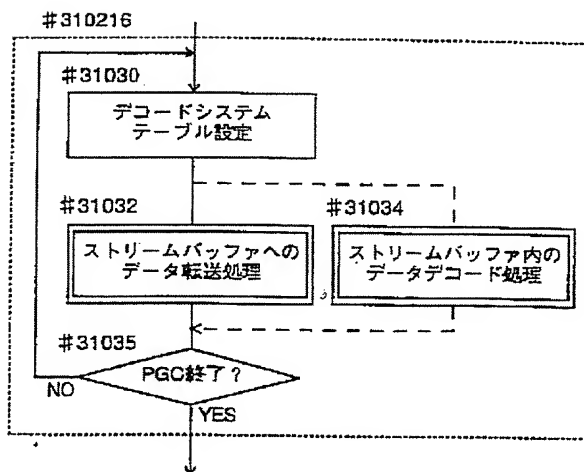 #310216
#31030
デコードシステム
テーブル設定
#31032
#31034
ストリームバッファへの
データ転送処理
ストリームバッファ内の
データデコード処理
#31035
PGC終了?
NO
YES